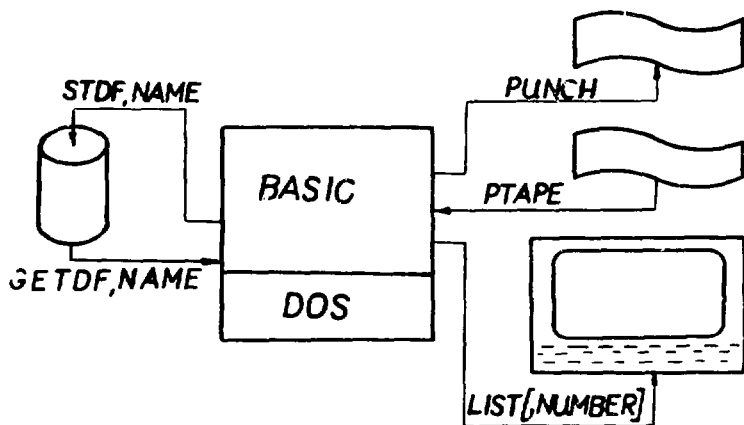 STDF,NAME
PUNCH
BASIC
PTAPE
GETDF,NAME
DOS
LIST[,NUMBER]